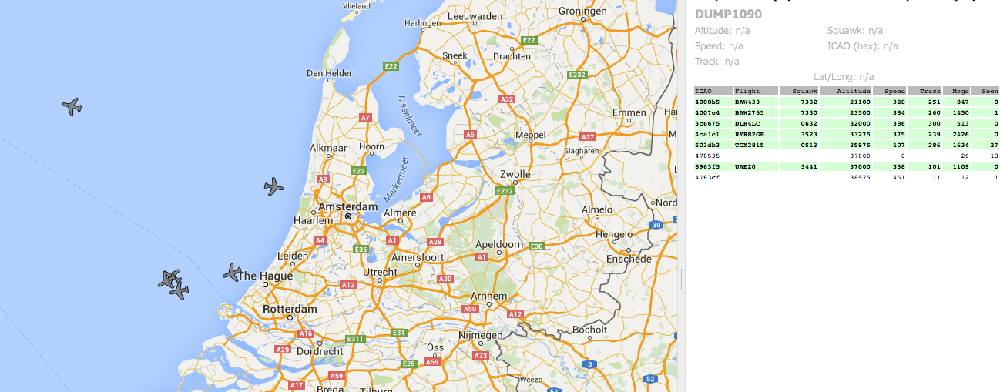 Vlieland
Groningen
Leeuwarden
Harlingen
E22
Sneek
Drachten
Den Helder
E22
E232
IJsselmeer
A32
A7
Emmen
A6
Meppel
A37
Alkmaar
Hoorn
Slagharen
E22
Markermeer
Zwolle
A9
E232
A6
Amsterdam
Almere
Almelo
Nord
Haarlem
30
Hengelo
A4
A1
A28
E35
Apeldoorn
E30
Leiden
Amersfoort
A1
Enschede
Utrecht
The Hague
A30
A12
Arnhem
Rotterdam
A50
A12
A16
E31
Bocholt
E311
Nijmegen
A29
Dordrecht
Oss
A73
E25
A59
3
A59
Weeze
52
A17
Breda
Tilburg
57
DUMP1090
Altitude: n/a Squawk: n/a
Speed: n/a ICAO (hex): n/a
Track: n/a
Lat/Long: n/a
ICAO Flight Squawk Altitude Speed Track Msgs Seen
4008b5 BAW433 7332 21100 328 251 847 0
4007e4 BAW2765 7330 23500 384 260 1450 1
3c6675 DLH4LC 0632 32000 386 300 513 0
4ca1c1 RYR82GE 3523 33275 375 239 2426 0
503db3 TCX2815 0513 35975 407 286 1634 27
478535 37000 0 26 13
8963f5 UAE20 3441 37000 538 101 1109 0
4783cf 38975 451 11 12 1